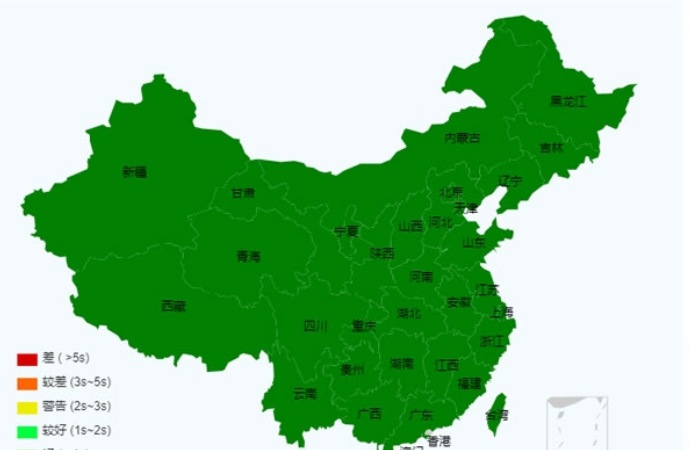 黑龙江
内蒙古
吉林
新疆
辽宁
甘肃
北京
天津
宁夏
山西
河北
山东
陕西
青海
河南
江苏
安徽
西藏
湖北
上海
四川
重庆
浙江
差 ( >5s)
湖南
江西
贵州
较差 (3s~5s)
福建
云南
警告 (2s~3s)
广西
广东
台湾
较好 (1s~2s)
香港